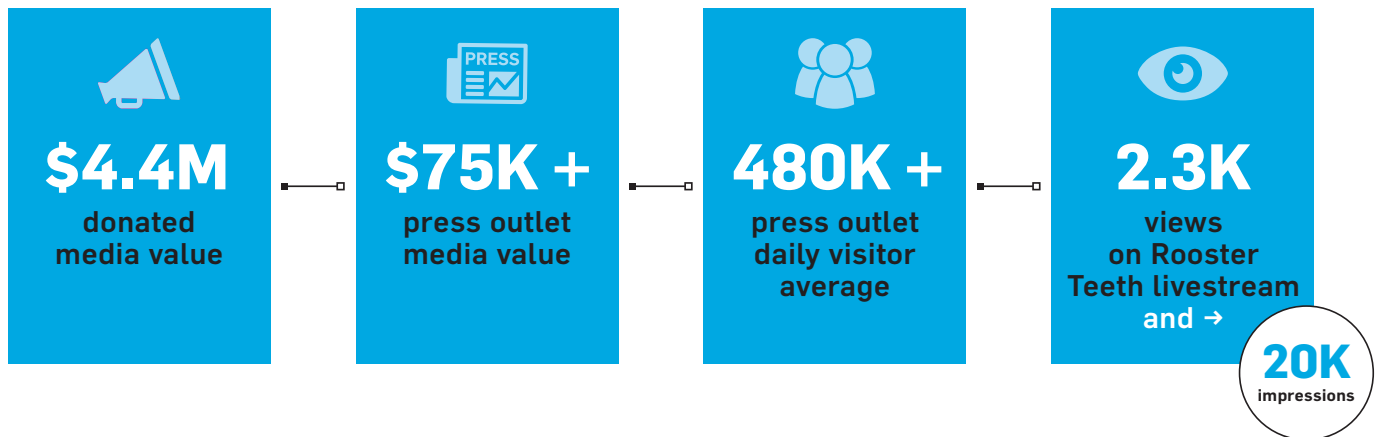 $4.4M
donated
media value
PRESS
$75K +
press outlet
media value
480K +
press outlet
daily visitor
average
2.3K
views
on Rooster
Teeth livestream
and →
20K
impressions